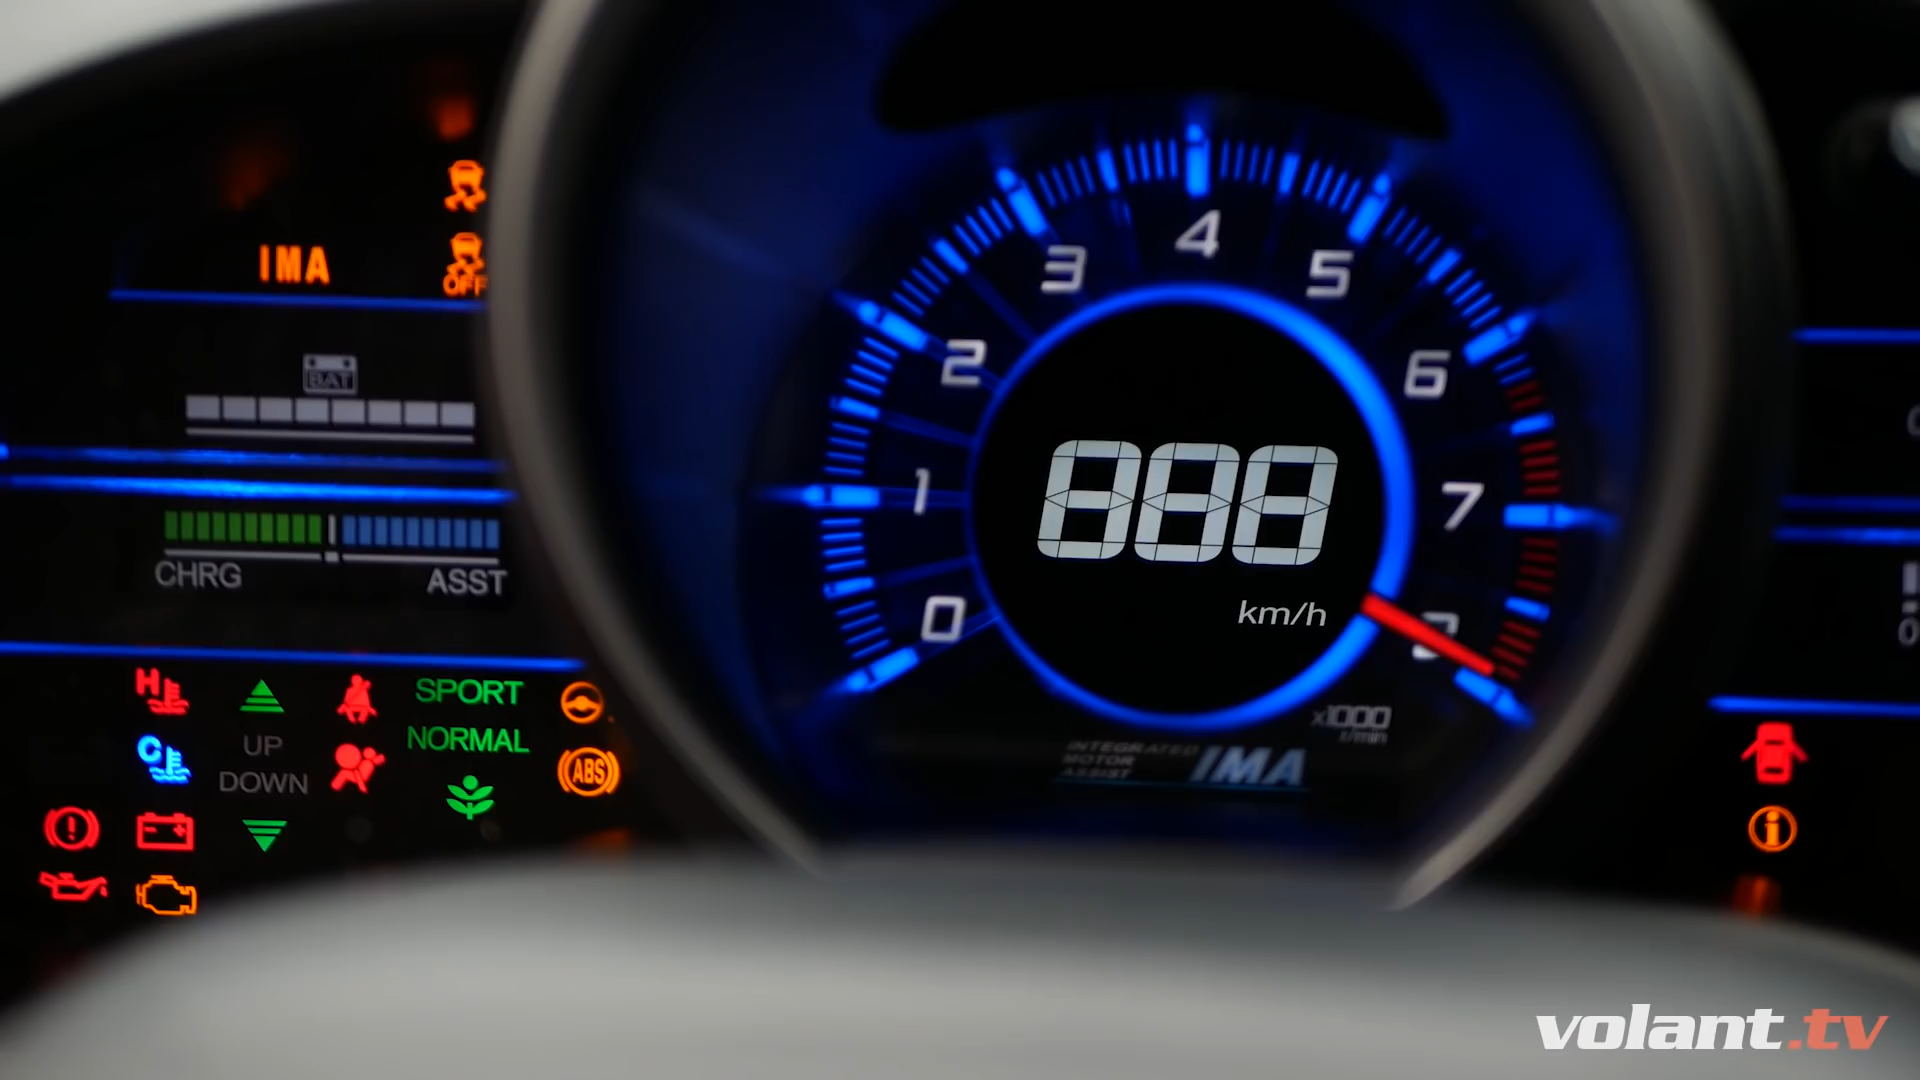 IMA
OFF
BAT
CHRG ASST
H
C
UP
DOWN
SPORT
NORMAL
ABS
0
1
2
3
4
5
6
7
8
888
km/h
x1000
r/min
INTEGRATED
MOTOR
ASSIST
IMA
volant.tv